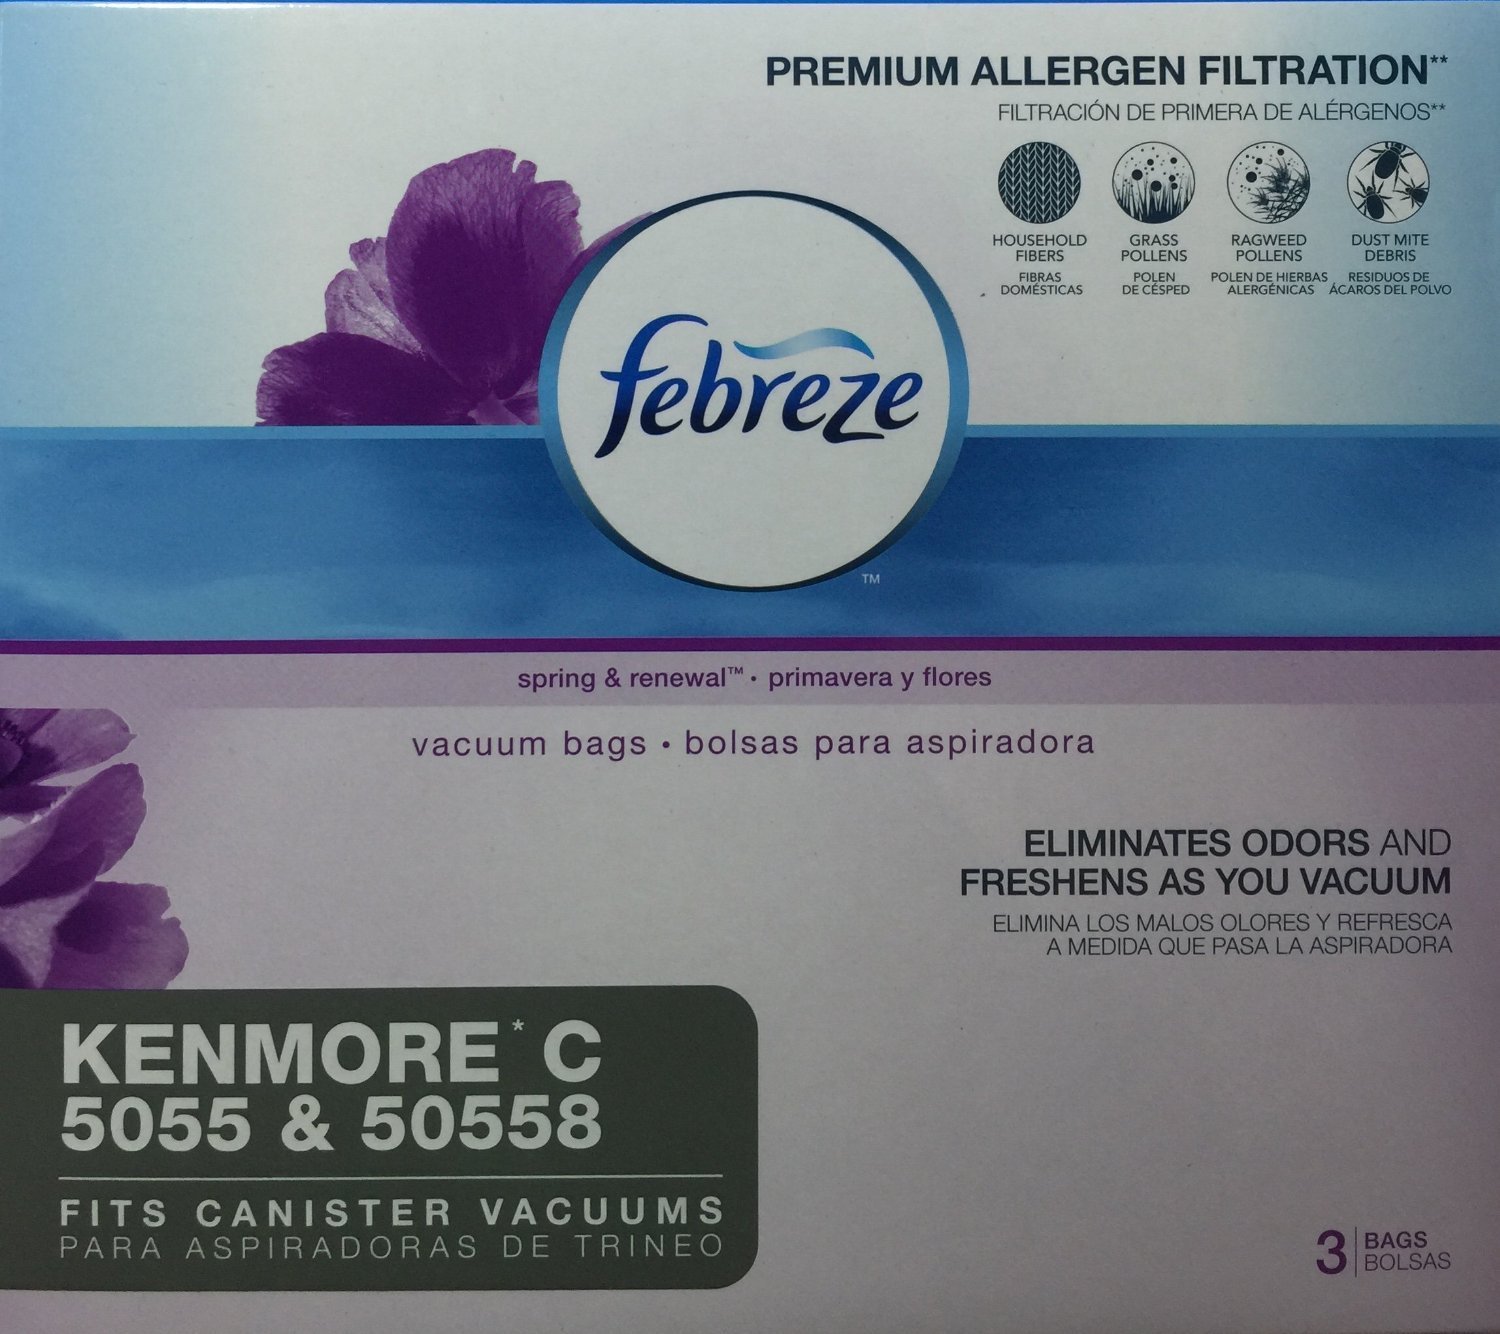 PREMIUM ALLERGEN FILTRATION**
FILTRACIÓN DE PRIMERA DE ALÉRGENOS**
HOUSEHOLD
FIBERS
FIBRAS
DOMÉSTICAS
GRASS
POLLENS
POLEN
DE CÉSPED
RAGWEED
POLLENS
POLEN DE HIERBAS
ALERGÉNICAS
DUST MITE
DEBRIS
RESIDUOS DE
ÁCAROS DEL POLVO
febreze
TM
spring & renewal™ · primavera y flores
vacuum bags • bolsas para aspiradora
ELIMINATES ODORS AND
FRESHENS AS YOU VACUUM
ELIMINA LOS MALOS OLORES Y REFRESCA
A MEDIDA QUE PASA LA ASPIRADORA
KENMORE* C
5055 & 50558
FITS CANISTER VACUUMS
PARA ASPIRADORAS DE TRINEO
3 BAGS
BOLSAS